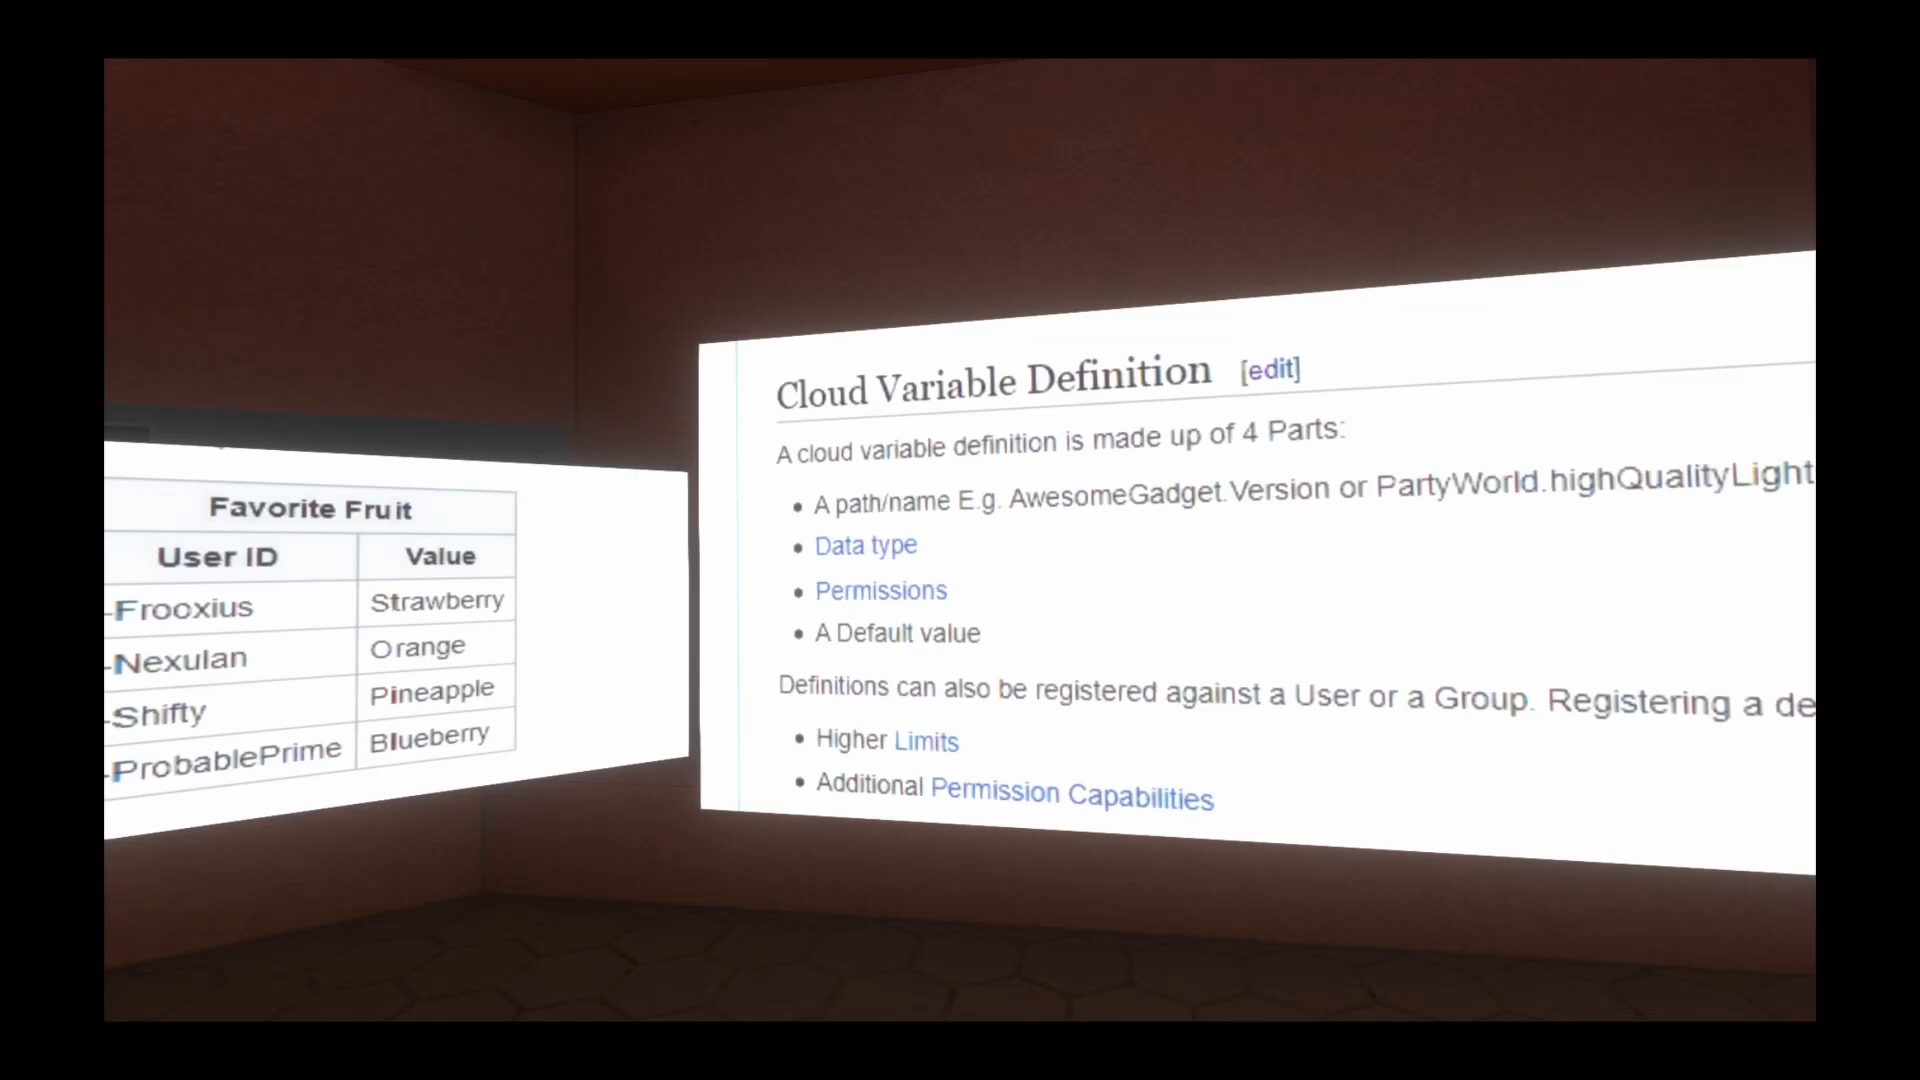 Favorite Fruit
User ID Value
-Frooxius Strawberry
-Nexulan Orange
-Shifty Pineapple
-ProbablePrime Blueberry
Cloud Variable Definition [edit]
A cloud variable definition is made up of 4 Parts:
• A path/name E.g. AwesomeGadget.Version or PartyWorld.highQualityLight
• Data type
• Permissions
• A Default value
Definitions can also be registered against a User or a Group. Registering a de
• Higher Limits
• Additional Permission Capabilities